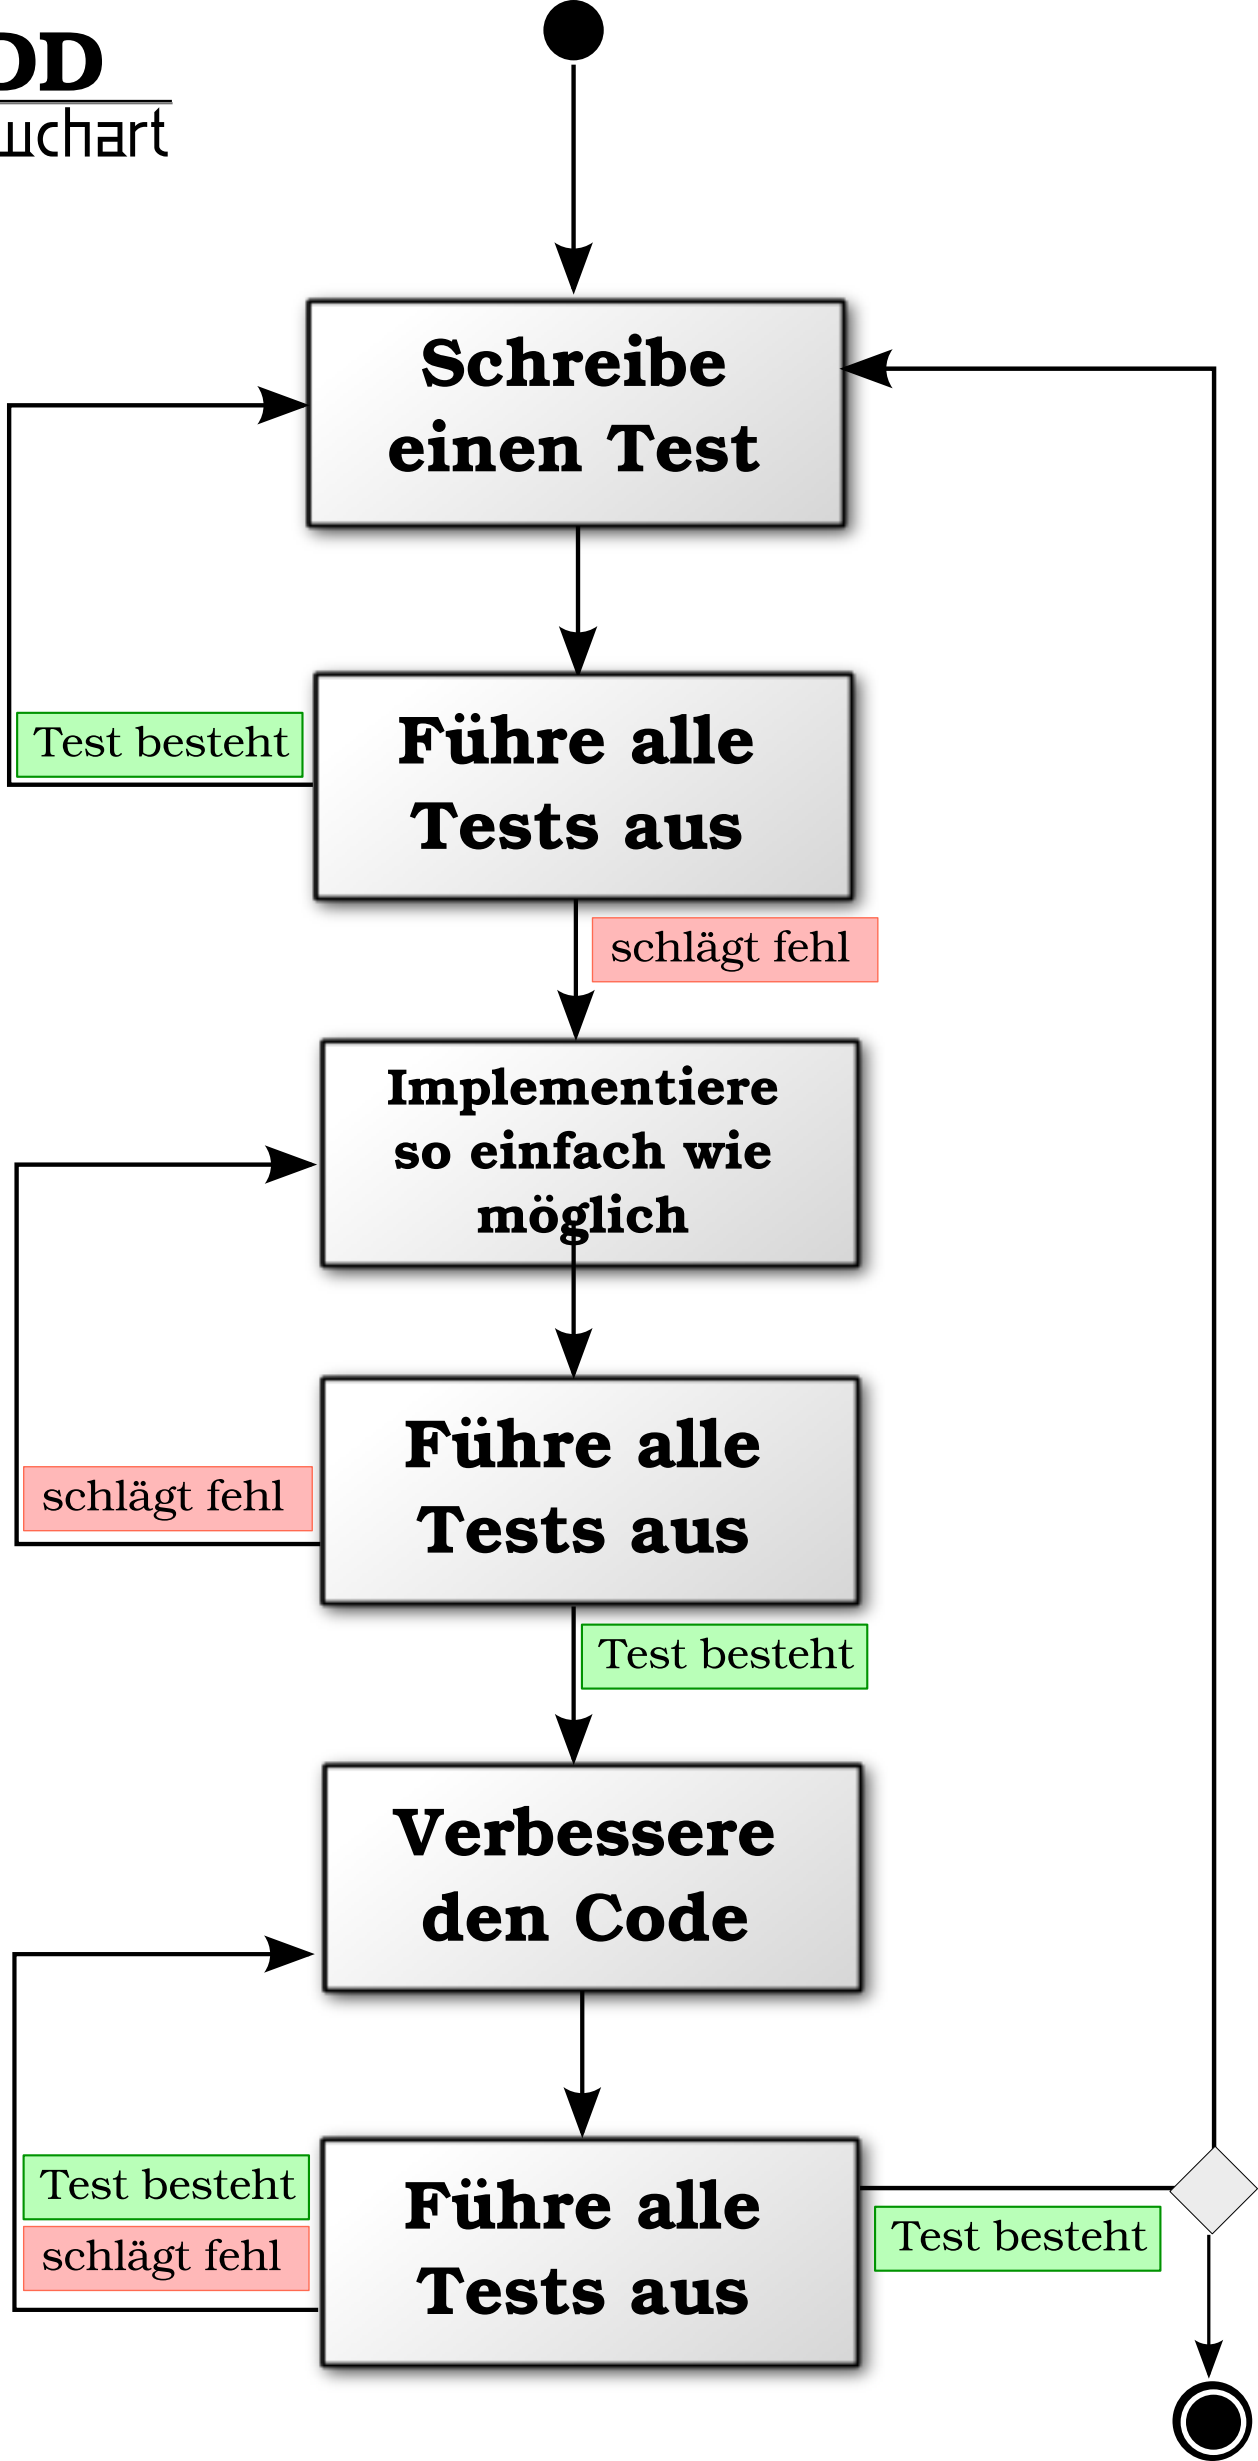 DD
wchart
Schreibe
einen Test
Test besteht
Führe alle
Tests aus
schlägt fehl
Implementiere
so einfach wie
möglich
Führe alle
Tests aus
schlägt fehl
Test besteht
Verbessere
den Code
Test besteht
schlägt fehl
Führe alle
Tests aus
Test besteht